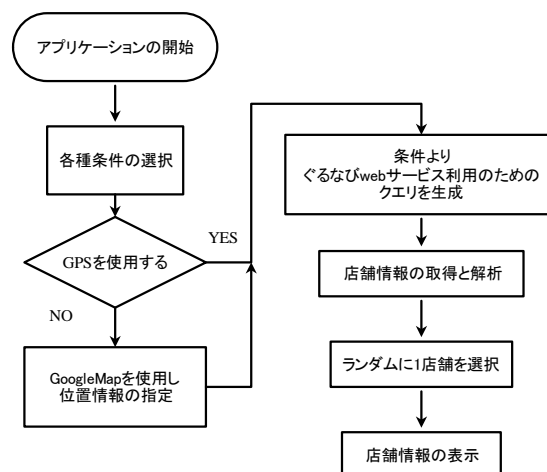 アプリケーションの開始
各種条件の選択
GPSを使用する
YES
NO
GoogleMapを使用し
位置情報の指定
条件より
ぐるなびwebサービス利用のための
クエリを生成
店舗情報の取得と解析
ランダムに1店舗を選択
店舗情報の表示